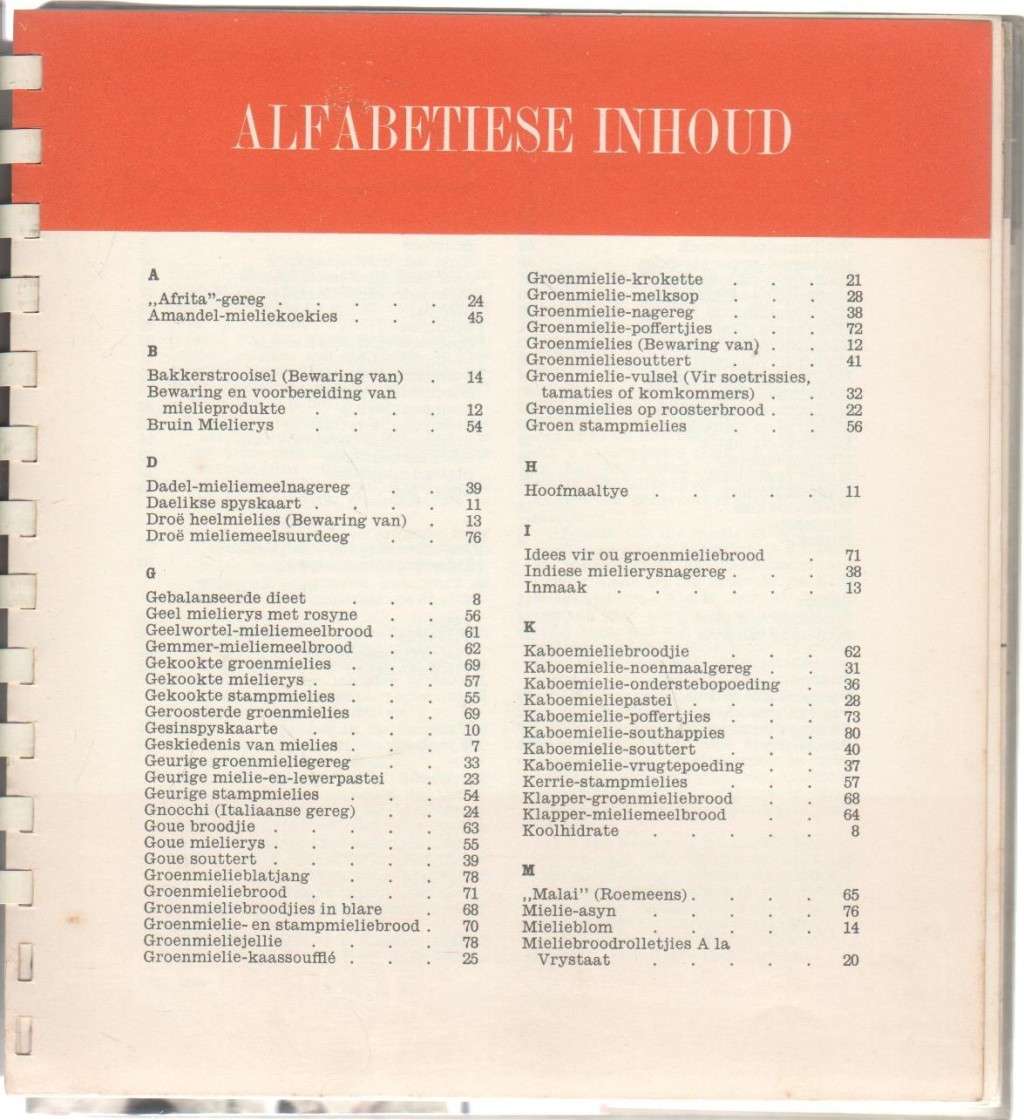 ALFABETIESE INHOUD
A
„Afrita”-gereg . . . . . 24
Amandel-mieliekoekies . . . 45
B
Bakkerstrooisel (Bewaring van) . 14
Bewaring en voorbereiding van
mielieprodukte . . . . 12
Bruin Mielierys . . . . 54
D
Dadel-mieliemeelnagereg . . 39
Daelikse spyskaart . . . . 11
Droë heelmielies (Bewaring van) . 13
Droë mieliemeelsuurdeeg . . 76
G
Gebalanseerde dieet . . . 8
Geel mielierys met rosyne . . 56
Geelwortel-mieliemeelbrood . . 61
Gemmer-mieliemeelbrood . . 62
Gekookte groenmielies . . . 69
Gekookte mielierys . . . . 57
Gekookte stampmielies . . . 55
Geroosterde groenmielies . . 69
Gesinspyskaarte . . . . 10
Geskiedenis van mielies . . . 7
Geurige groenmieliegereg . . 33
Geurige mielie-en-lewerpastei . 23
Geurige stampmielies . . . 54
Gnocchi (Italiaanse gereg) . . 24
Goue broodjie . . . . . 63
Goue mielierys . . . . . 55
Goue souttert . . . . . 39
Groenmielieblatjang . . . 78
Groenmieliebrood . . . . 71
Groenmieliebroodjies in blare . 68
Groenmielie- en stampmieliebrood . 70
Groenmieliejellie . . . . 78
Groenmielie-kaassoufflé . . . 25
Groenmielie-krokette . . . 21
Groenmielie-melksop . . . 28
Groenmielie-nagereg . . . 38
Groenmielie-poffertjies . . . 72
Groenmielies (Bewaring van) . . 12
Groenmieliesouttert . . . 41
Groenmielie-vulsel (Vir soetrissies,
tamaties of komkommers) . . 32
Groenmielies op roosterbrood . . 22
Groen stampmielies . . . 56
H
Hoofmaaltye . . . . . 11
I
Idees vir ou groenmieliebrood . 71
Indiese mielierysnagereg . . . 38
Inmaak . . . . . . 13
K
Kaboemieliebroodjie . . . 62
Kaboemielie-noenmaalgereg . . 31
Kaboemielie-onderstebopoeding . 36
Kaboemieliepastei . . . . 28
Kaboemielie-poffertjies . . . 73
Kaboemielie-southappies . . 80
Kaboemielie-souttert . . . 40
Kaboemielie-vrugtepoeding . . 37
Kerrie-stampmielies . . . 57
Klapper-groenmieliebrood . . 68
Klapper-mieliemeelbrood . . 64
Koolhidrate . . . . . 8
M
„Malai” (Roemeens) . . . . 65
Mielie-asyn . . . . . 76
Mielieblom . . . . . 14
Mieliebroodrolletjies A la
Vrystaat . . . . . 20